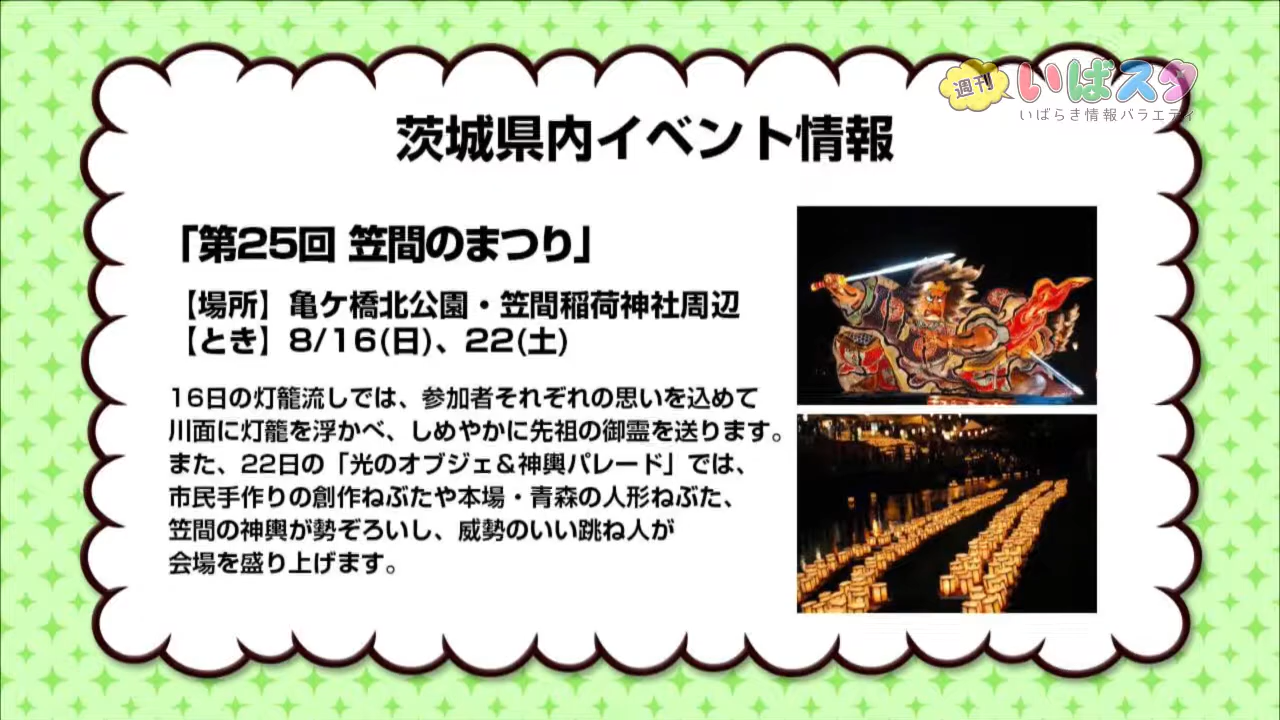 週刊 いばスタ
いばらき情報バラエティ
茨城県内イベント情報
「第25回 笠間のまつり」
【場所】亀ケ橋北公園・笠間稲荷神社周辺
【とき】8/16(日)、22(土)
16日の灯籠流しでは、参加者それぞれの思いを込めて
川面に灯籠を浮かべ、しめやかに先祖の御霊を送ります。
また、22日の「光のオブジェ&神輿パレード」では、
市民手作りの創作ねぶたや本場・青森の人形ねぶた、
笠間の神輿が勢ぞろいし、威勢のいい跳ね人が
会場を盛り上げます。